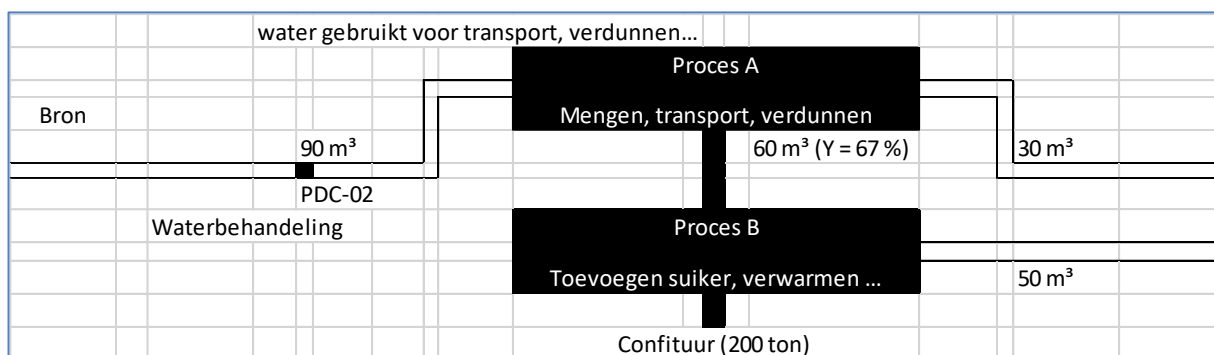 water gebruikt voor transport, verdunnen…
Proces A
Bron
Mengen, transport, verdunnen
90 m³
60 m³ (Y = 67 %)
30 m³
PDC-02
Waterbehandeling
Proces B
Toevoegen suiker, verwarmen …
50 m³
Confituur (200 ton)